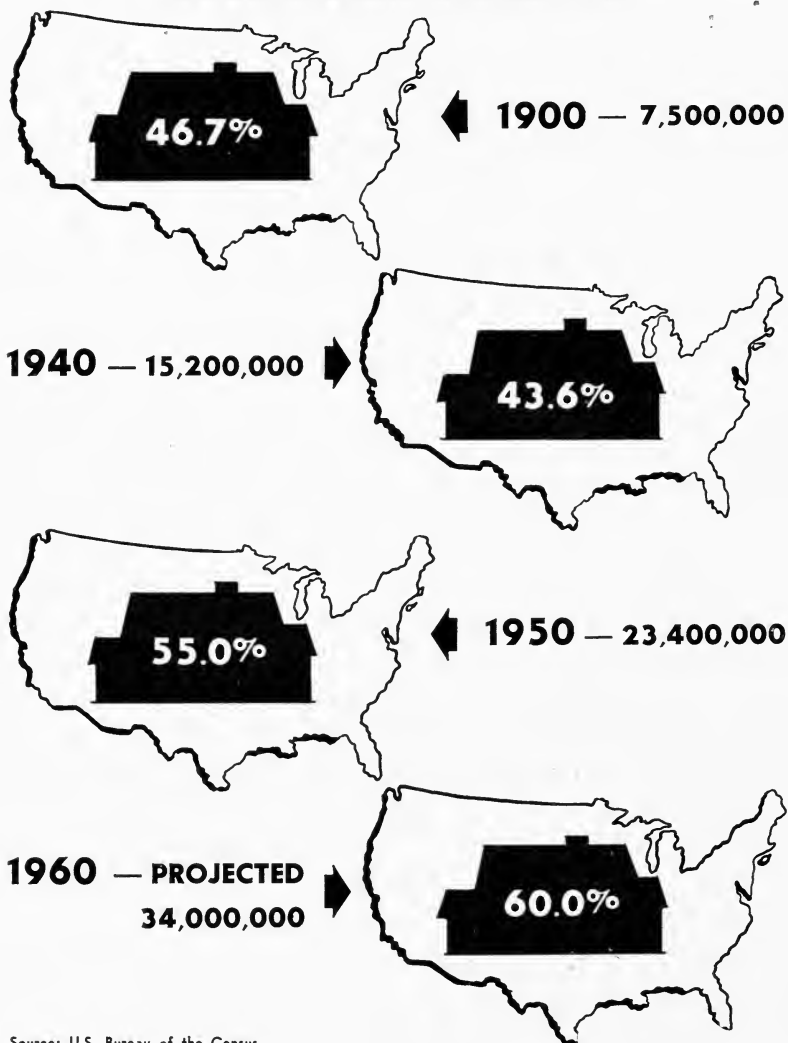 46.7%
1900 — 7,500,000
1940 — 15,200,000
43.6%
55.0%
1950 — 23,400,000
1960 — PROJECTED
34,000,000
60.0%
Source: U.S. Bureau of the Census